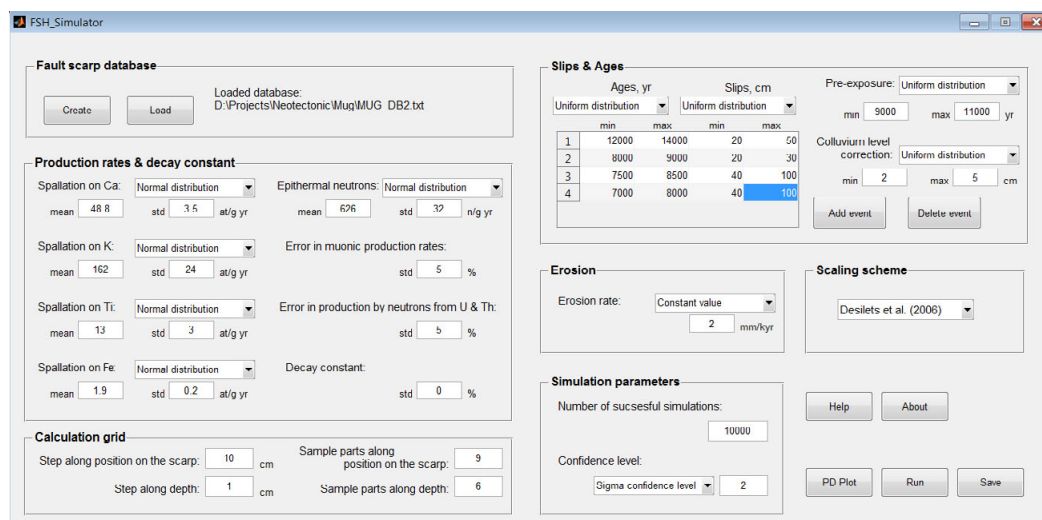 FSH_Simulator
Fault scarp database
Create
Load
Loaded database:
D:\Projects\Neotectonic\Mug\MUG DB2.txt
Production rates & decay constant
Spallation on Ca: Normal distribution
mean 48.8 std 3.5 at/g yr
Epithermal neutrons: Normal distribution
mean 626 std 32 n/g yr
Spallation on K: Normal distribution
mean 162 std 24 at/g yr
Error in muonic production rates:
std 5 %
Spallation on Ti: Normal distribution
mean 13 std 3 at/g yr
Error in production by neutrons from U & Th:
std 5 %
Spallation on Fe: Normal distribution
mean 1.9 std 0.2 at/g yr
Decay constant:
std 0 %
Calculation grid
Step along position on the scarp: 10 cm
Step along depth: 1 cm
Sample parts along
position on the scarp: 9
Sample parts along depth: 6
Slips & Ages
Ages, yr Slips, cm
Uniform distribution Uniform distribution
min max min max
1 12000 14000 20 50
2 8000 9000 20 30
3 7500 8500 40 100
4 7000 8000 40 100
Pre-exposure: Uniform distribution
min 9000 max 11000 yr
Colluvium level
correction: Uniform distribution
min 2 max 5 cm
Add event
Delete event
Erosion
Erosion rate: Constant value
2 mm/kyr
Scaling scheme
Desilets et al. (2006)
Simulation parameters
Number of sucsesful simulations:
10000
Confidence level:
Sigma confidence level 2
Help
About
PD Plot
Run
Save